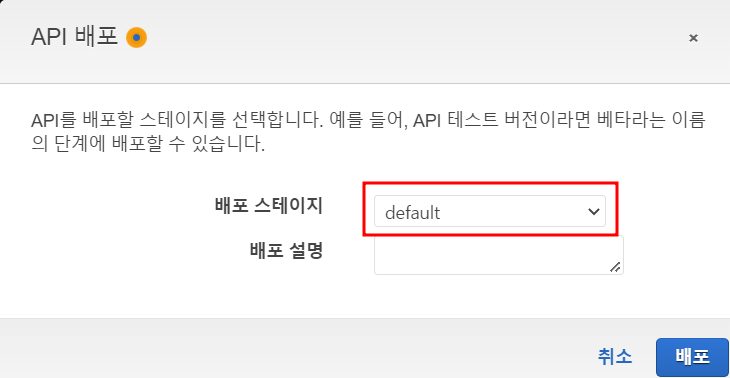 API 배포
×
API를 배포할 스테이지를 선택합니다. 예를 들어, API 테스트 버전이라면 베타라는 이름
의 단계에 배포할 수 있습니다.
배포 스테이지 default
배포 설명
취소 배포